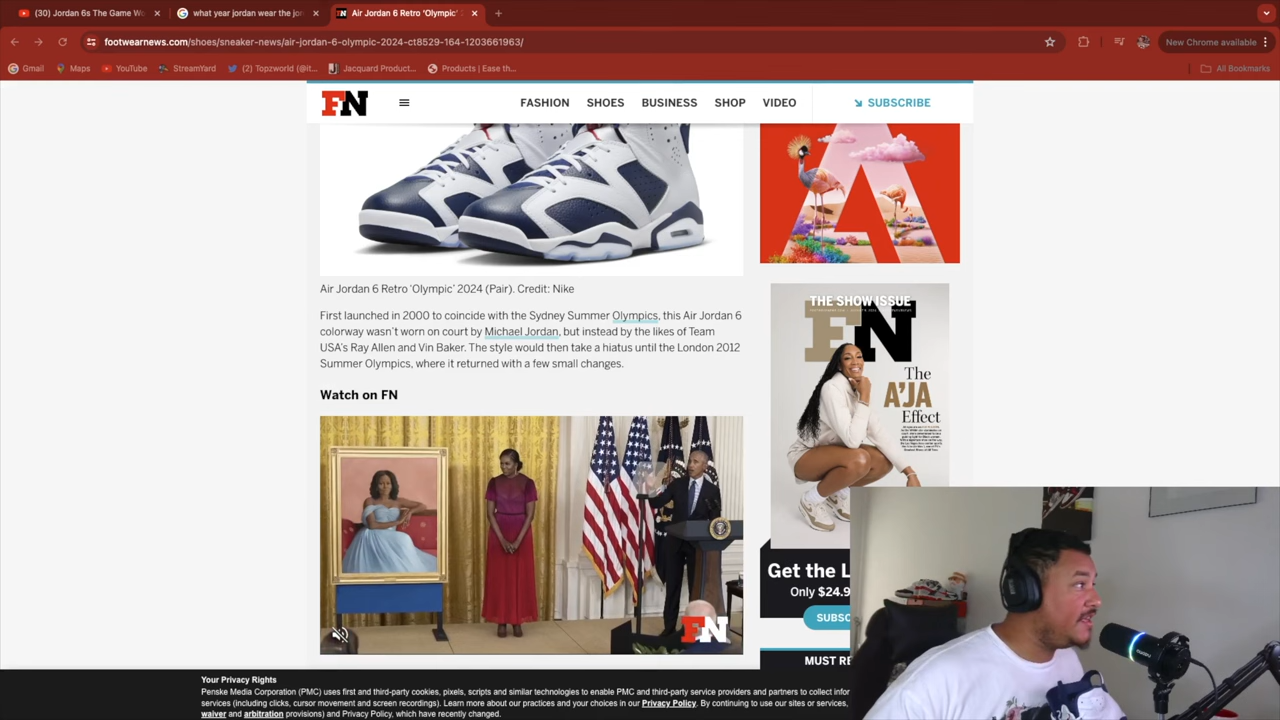 (30) Jordan 6s The Game Wo
what year jordan wear the jor
Air Jordan 6 Retro 'Olympic'
footwearnews.com/shoes/sneaker-news/air-jordan-6-olympic-2024-ct8529-164-1203661963/
New Chrome available
Gmail
Maps
YouTube
StreamYard
(2) Topzworld (@it...
Jacquard Product...
Products | Ease th...
All Bookmarks
FN
FASHION SHOES BUSINESS SHOP VIDEO
SUBSCRIBE
Air Jordan 6 Retro ‘Olympic’ 2024 (Pair). Credit: Nike
First launched in 2000 to coincide with the Sydney Summer Olympics, this Air Jordan 6
colorway wasn’t worn on court by Michael Jordan, but instead by the likes of Team
USA’s Ray Allen and Vin Baker. The style would then take a hiatus until the London 2012
Summer Olympics, where it returned with a few small changes.
Watch on FN
FN
THE SHOW ISSUE
FN
The
A'JA
Effect
Get the L
Only $24.9
SUBSC
MUST RE
Your Privacy Rights
Penske Media Corporation (PMC) uses first and third-party cookies, pixels, scripts and similar technologies to enable PMC and third-party service providers and partners to collect infor
services (including clicks, cursor movement and screen recordings). Learn more about our practices and your choices in our Privacy Policy. By continuing to use our sites or services,
waiver and arbitration provisions) and Privacy Policy, which have recently changed.